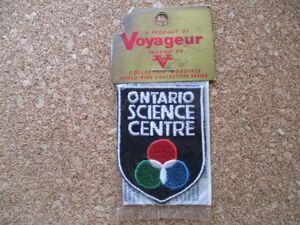 A PRODUCT OF
Voyageur
PRODUIT DE
V
COLLECTION MONDIALE
WORLD WIDE COLLECTORS SERIES
ONTARIO
SCIENCE
CENTRE